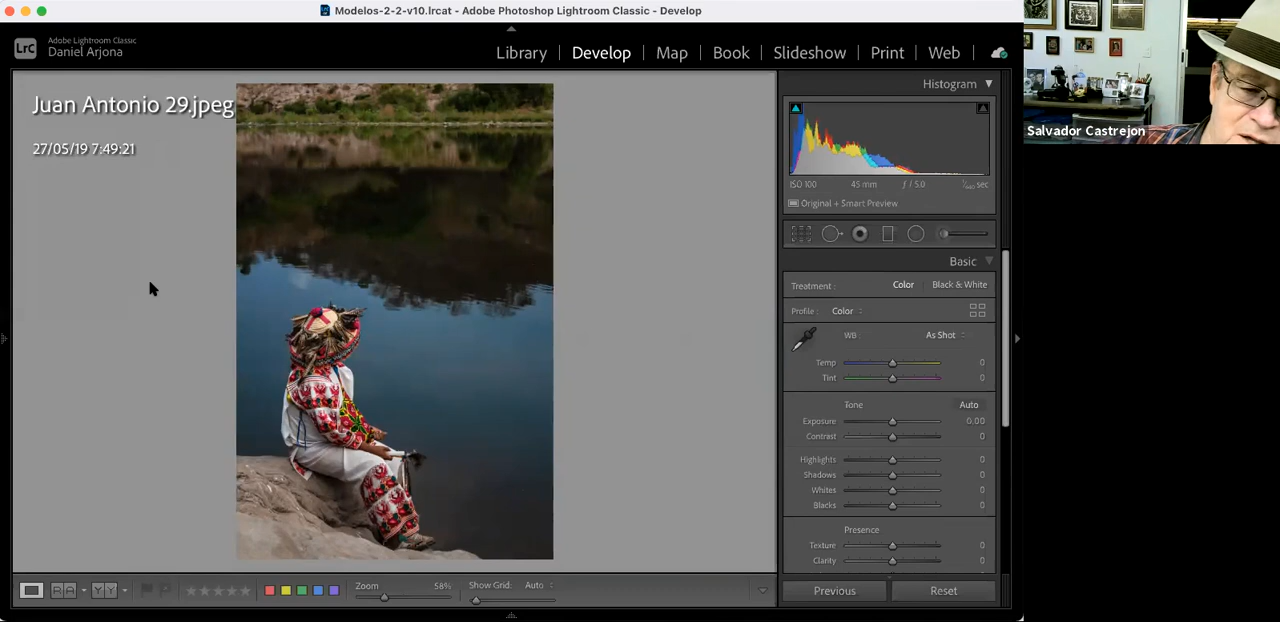 Modelos-2-2-v10.lrcat - Adobe Photoshop Lightroom Classic - Develop
LrC
Adobe Lightroom Classic
Daniel Arjona
Library | Develop | Map | Book | Slideshow | Print | Web
Juan Antonio 29.jpeg
27/05/19 7:49:21
Histogram
ISO 100 45 mm ƒ / 5.0 sec
Original + Smart Preview
Basic
Treatment : Color Black & White
Profile : Color
WB : As Shot
Temp 0
Tint 0
Tone Auto
Exposure 0.00
Contrast 0
Highlights 0
Shadows 0
Whites 0
Blacks 0
Presence
Texture 0
Clarity 0
Zoom 58%
Show Grid: Auto
Previous Reset
Salvador Castrejon